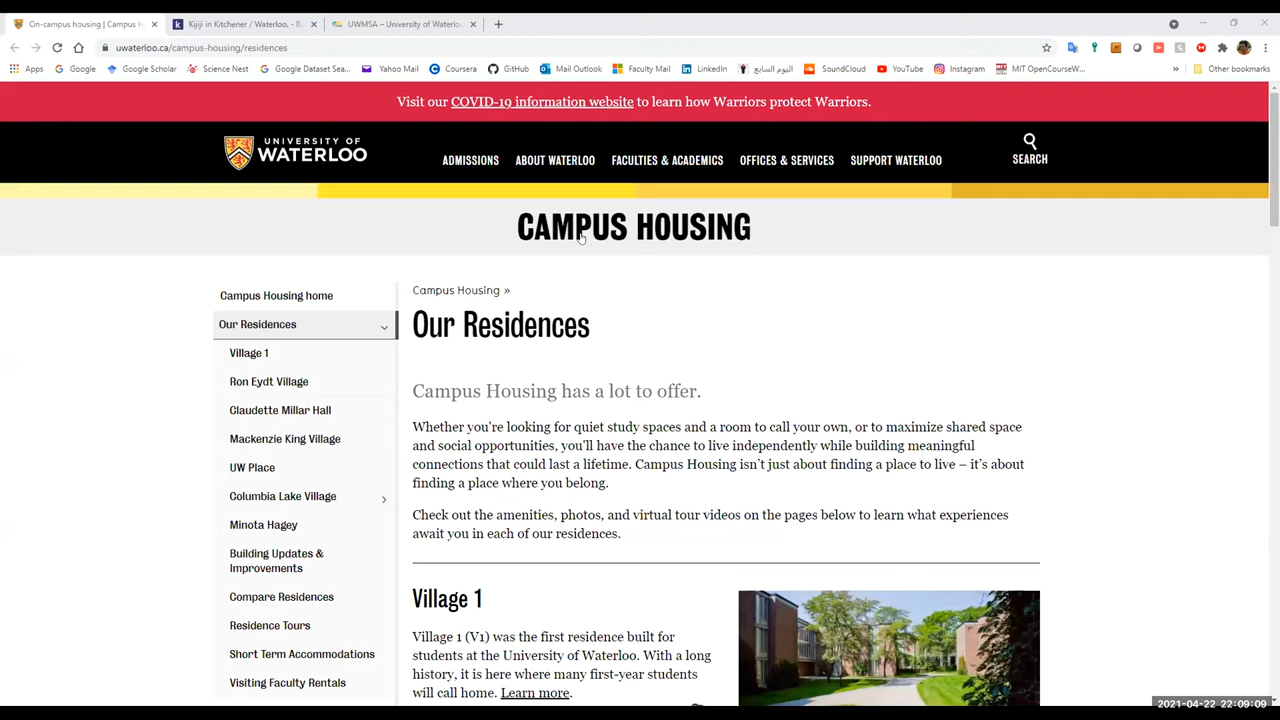 On-campus housing | Campus H
Kijiji in Kitchener / Waterloo. - Bu
UWMSA – University of Waterloo
uwaterloo.ca/campus-housing/residences
Apps
Google
Google Scholar
Science Nest
Google Dataset Sea...
Yahoo Mail
Coursera
GitHub
Mail Outlook
Faculty Mail
LinkedIn
اليوم السابع
SoundCloud
YouTube
Instagram
MIT OpenCourseW...
»
Other bookmarks
Visit our COVID-19 information website to learn how Warriors protect Warriors.
UNIVERSITY OF
WATERLOO
ADMISSIONS
ABOUT WATERLOO
FACULTIES & ACADEMICS
OFFICES & SERVICES
SUPPORT WATERLOO
SEARCH
CAMPUS HOUSING
Campus Housing home
Our Residences
Village 1
Ron Eydt Village
Claudette Millar Hall
Mackenzie King Village
UW Place
Columbia Lake Village
Minota Hagey
Building Updates &
Improvements
Compare Residences
Residence Tours
Short Term Accommodations
Visiting Faculty Rentals
Campus Housing »
Our Residences
Campus Housing has a lot to offer.
Whether you're looking for quiet study spaces and a room to call your own, or to maximize shared space
and social opportunities, you'll have the chance to live independently while building meaningful
connections that could last a lifetime. Campus Housing isn't just about finding a place to live – it's about
finding a place where you belong.
Check out the amenities, photos, and virtual tour videos on the pages below to learn what experiences
await you in each of our residences.
Village 1
Village 1 (V1) was the first residence built for
students at the University of Waterloo. With a long
history, it is here where many first-year students
will call home. Learn more.
2021-04-22 22:09:09